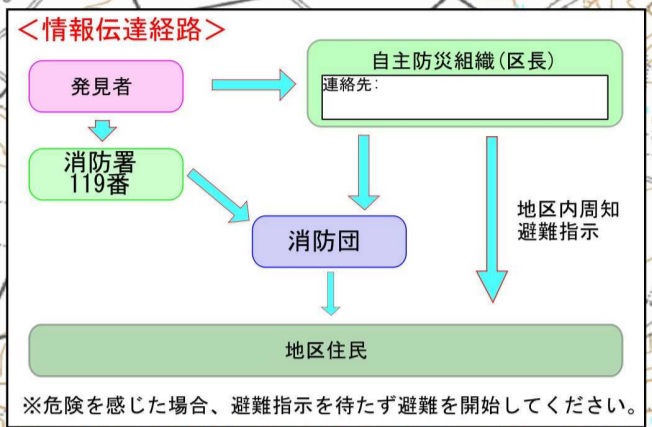 ＜情報伝達経路＞
発見者
自主防災組織(区長)
連絡先:
消防署
119番
消防団
地区内周知
避難指示
地区住民
※危険を感じた場合、避難指示を待たず避難を開始してください。